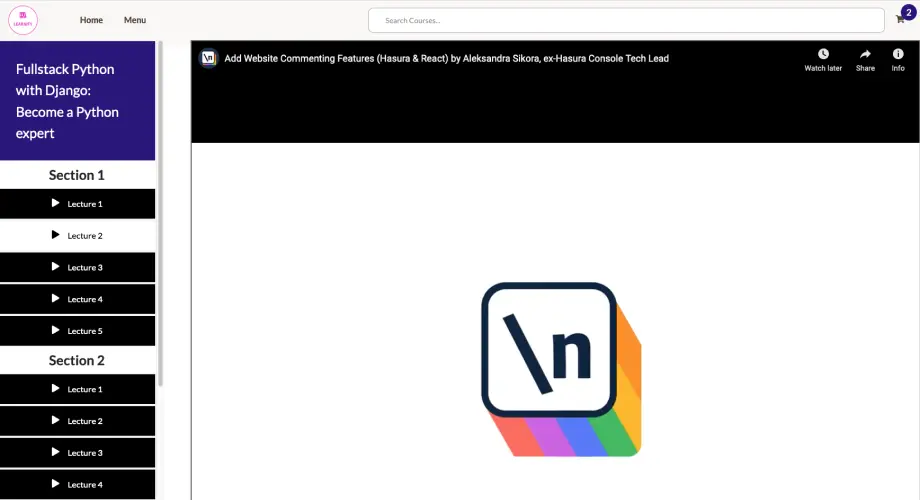 LEARNIFY
Home
Menu
Search Courses..
2
Fullstack Python
with Django:
Become a Python
expert
Section 1
Lecture 1
Lecture 2
Lecture 3
Lecture 4
Lecture 5
Section 2
Lecture 1
Lecture 2
Lecture 3
Lecture 4
\n
Add Website Commenting Features (Hasura & React) by Aleksandra Sikora, ex-Hasura Console Tech Lead
Watch later
Share
Info
\n